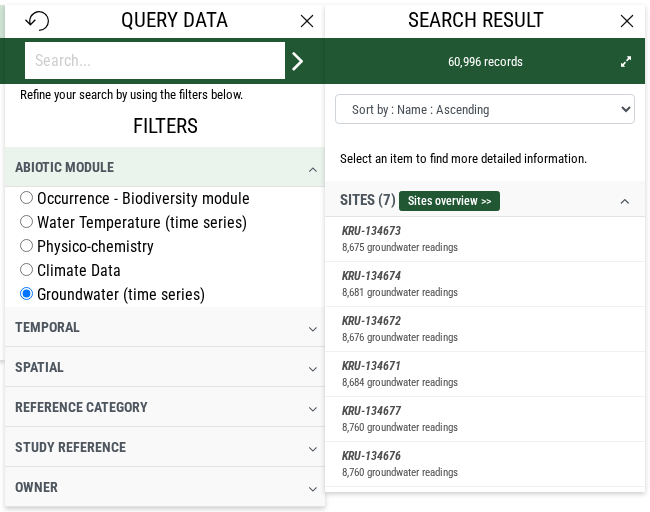 QUERY DATA
Search...
Refine your search by using the filters below.
FILTERS
ABIOTIC MODULE
Occurrence - Biodiversity module
Water Temperature (time series)
Physico-chemistry
Climate Data
Groundwater (time series)
TEMPORAL
SPATIAL
REFERENCE CATEGORY
STUDY REFERENCE
OWNER
SEARCH RESULT
60,996 records
Sort by : Name : Ascending
Select an item to find more detailed information.
SITES (7) Sites overview >>
KRU-134673
8,675 groundwater readings
KRU-134674
8,681 groundwater readings
KRU-134672
8,676 groundwater readings
KRU-134671
8,684 groundwater readings
KRU-134677
8,760 groundwater readings
KRU-134676
8,760 groundwater readings